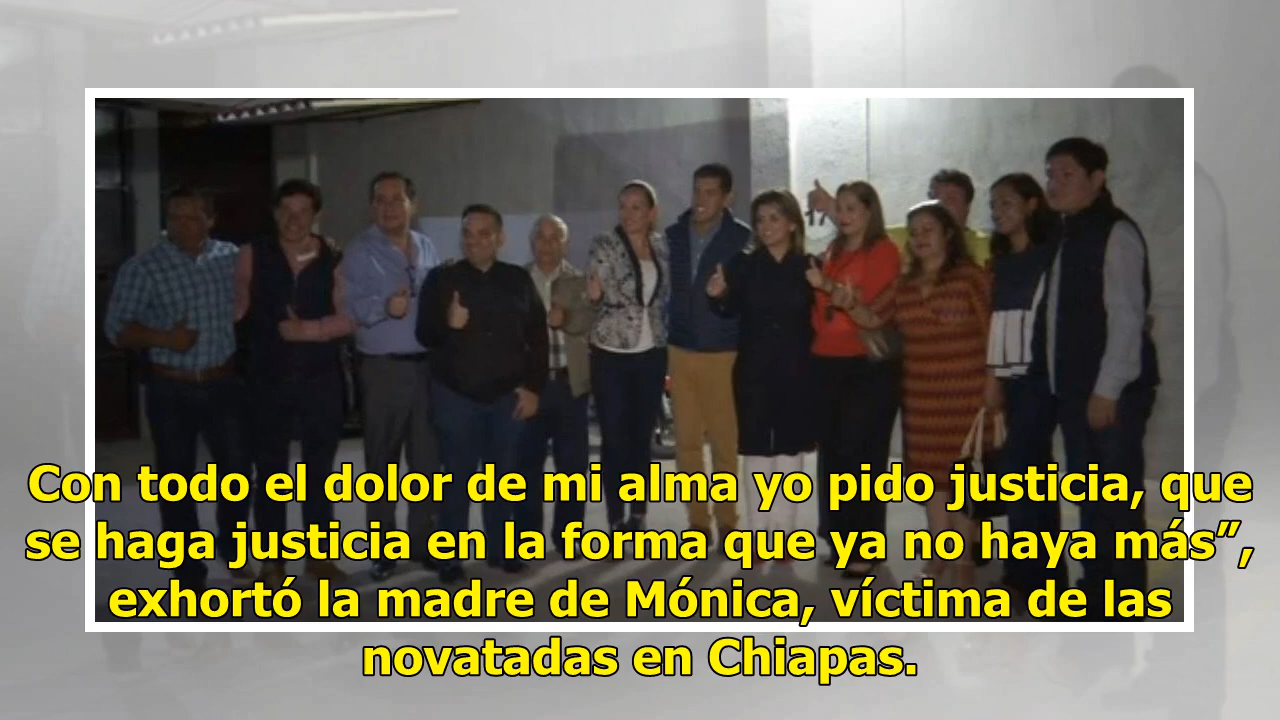 Con todo el dolor de mi alma yo pido justicia, que
se haga justicia en la forma que ya no haya más”,
exhortó la madre de Mónica, víctima de las
novatadas en Chiapas.